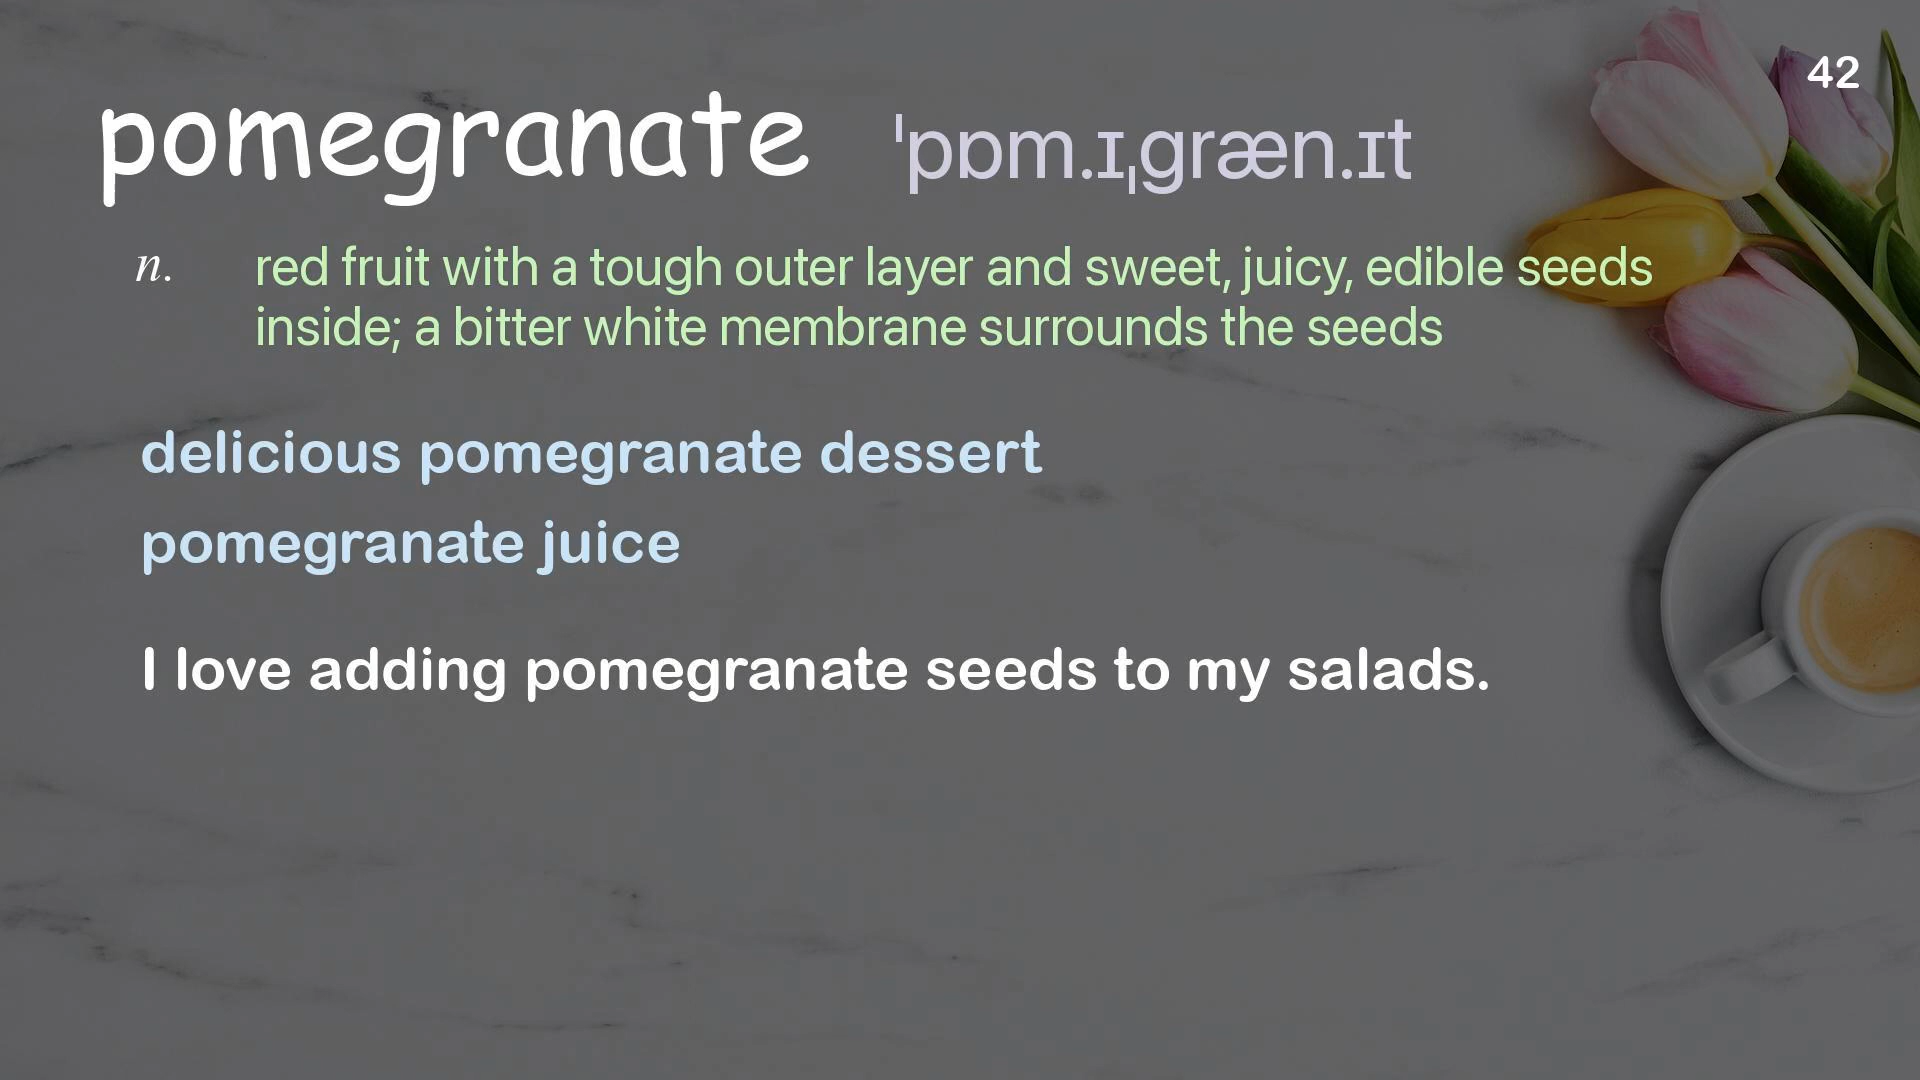 42
pomegranate ˈpɒm.ɪˌɡræn.ɪt
n. red fruit with a tough outer layer and sweet, juicy, edible seeds
inside; a bitter white membrane surrounds the seeds
delicious pomegranate dessert
pomegranate juice
I love adding pomegranate seeds to my salads.